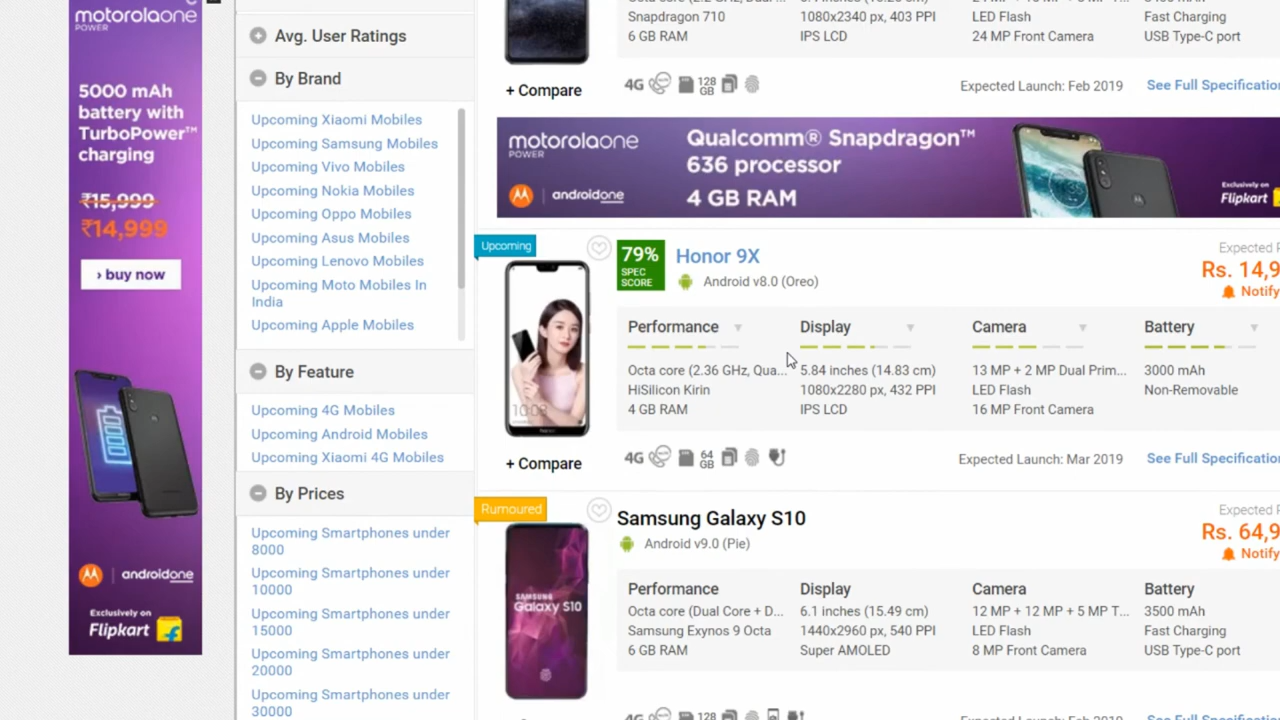 motorolaone
POWER
5000 mAh
battery with
TurboPower™
charging
₹15,999
₹14,999
› buy now
androidone
Exclusively on
Flipkart
Avg. User Ratings
By Brand
Upcoming Xiaomi Mobiles
Upcoming Samsung Mobiles
Upcoming Vivo Mobiles
Upcoming Nokia Mobiles
Upcoming Oppo Mobiles
Upcoming Asus Mobiles
Upcoming Lenovo Mobiles
Upcoming Moto Mobiles In
India
Upcoming Apple Mobiles
By Feature
Upcoming 4G Mobiles
Upcoming Android Mobiles
Upcoming Xiaomi 4G Mobiles
By Prices
Upcoming Smartphones under
8000
Upcoming Smartphones under
10000
Upcoming Smartphones under
15000
Upcoming Smartphones under
20000
Upcoming Smartphones under
30000
Snapdragon 710
6 GB RAM
1080x2340 px, 403 PPI
IPS LCD
LED Flash
24 MP Front Camera
Fast Charging
USB Type-C port
+ Compare
4G 128 GB
Expected Launch: Feb 2019
See Full Specification
motorolaone
POWER
androidone
Qualcomm® Snapdragon™
636 processor
4 GB RAM
Exclusively on
Flipkart
Upcoming
79%
SPEC
SCORE
Honor 9X
Android v8.0 (Oreo)
Expected P
Rs. 14,9
Notify
Performance
Octa core (2.36 GHz, Qua...
HiSilicon Kirin
4 GB RAM
Display
5.84 inches (14.83 cm)
1080x2280 px, 432 PPI
IPS LCD
Camera
13 MP + 2 MP Dual Prim...
LED Flash
16 MP Front Camera
Battery
3000 mAh
Non-Removable
+ Compare
4G 64 GB
Expected Launch: Mar 2019
See Full Specification
Rumoured
Samsung Galaxy S10
Android v9.0 (Pie)
Expected P
Rs. 64,9
Notify
SAMSUNG
Galaxy S10
Performance
Octa core (Dual Core + D...
Samsung Exynos 9 Octa
6 GB RAM
Display
6.1 inches (15.49 cm)
1440x2960 px, 540 PPI
Super AMOLED
Camera
12 MP + 12 MP + 5 MP T...
LED Flash
8 MP Front Camera
Battery
3500 mAh
Fast Charging
USB Type-C port
4G 128
Expected Launch: Feb 2019
See Full Specification